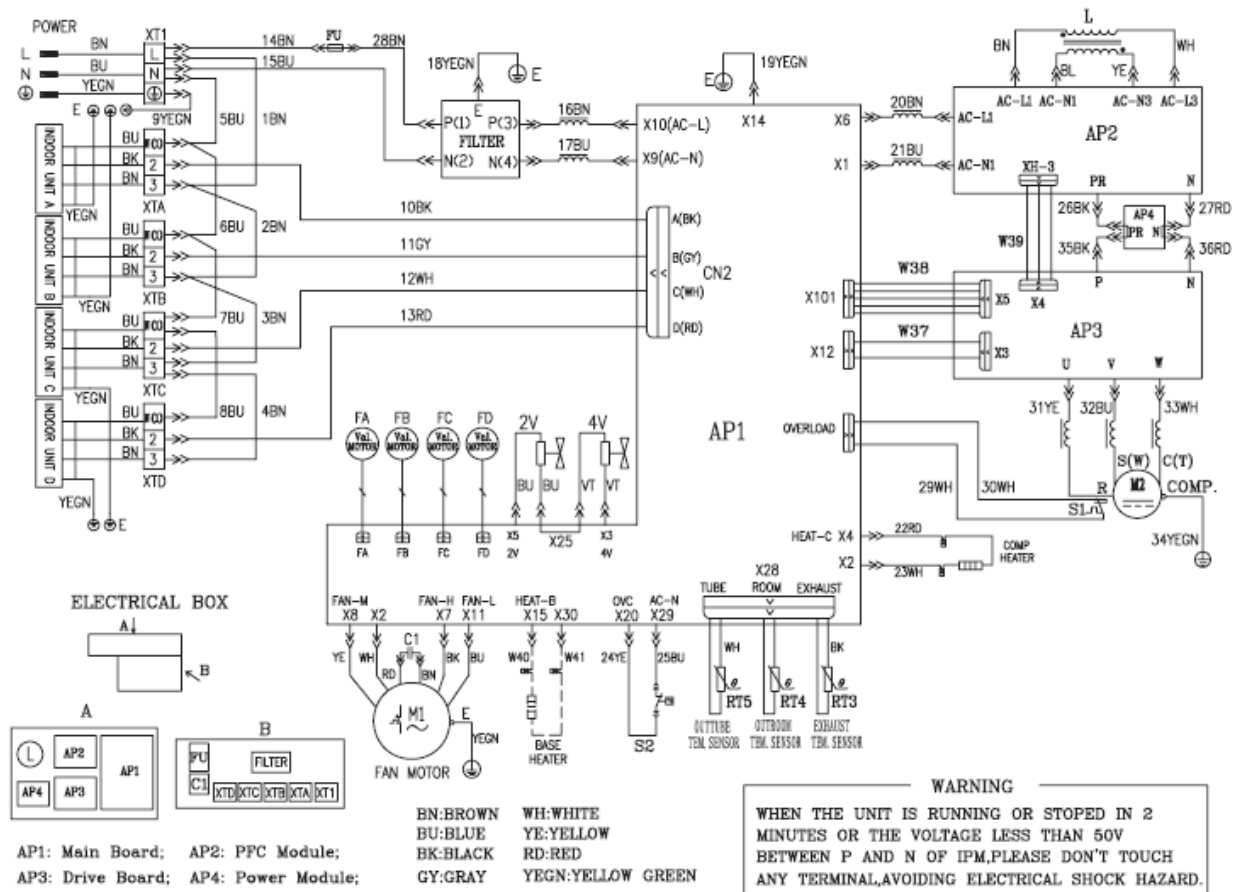 POWER
L
N
BN
BU
YEGN
XT1
L
N
14BN
FU
28BN
15BU
18YEGN
E
E
P(1) P(3)
FILTER
N(2) N(4)
16BN
17BU
19YEGN
E
X14
X10(AC-L)
X9(AC-N)
X6
X1
20BN
21BU
L
BN
WH
BL
YE
AC-L1 AC-N1 AC-N3 AC-L3
AC-L1
AC-N1
AP2
XH-3
PR
N
26BK
27RD
AP4
PR N
35BK
36RD
W39
X4
P
N
AP3
U V W
E
9YEGN
5BU
1BN
INDOOR UNIT A
BU
BK
BN
YEGN
2
3
XTA
10BK
6BU
2BN
INDOOR UNIT B
BU
BK
BN
YEGN
2
3
XTB
11GY
12WH
7BU
3BN
INDOOR UNIT C
BU
BK
BN
YEGN
2
3
XTC
13RD
8BU
4BN
INDOOR UNIT D
BU
BK
BN
YEGN
2
3
XTD
E
A(BK)
B(GY)
C(WH)
D(RD)
CN2
W38
X101
X5
W37
X12
X3
AP1
OVERLOAD
31YE
32BU
33WH
S(W)
C(T)
M2
R
COMP.
S1
29WH
30WH
34YEGN
FA FB FC FD
Val. MOTOR
Val. MOTOR
Val. MOTOR
Val. MOTOR
FA FB FC FD
2V
4V
BU
BU
VT
VT
X5
2V
X25
X3
4V
HEAT-C X4
X2
22RD
23WH
COMP
HEATER
FAN-M
X8
X2
FAN-H
X7
FAN-L
X11
HEAT-B
X15 X30
OVC
X20
AC-N
X29
X28
TUBE ROOM EXHAUST
YE
WH
C1
RD
BN
BK
BU
M1
E
YEGN
FAN MOTOR
W40
W41
BASE
HEATER
24YE
25BU
S2
WH
BK
RT5
RT4
RT3
OUTTUBE
TEM. SENSOR
OUTROOM
TEM. SENSOR
EXHAUST
TEM. SENSOR
ELECTRICAL BOX
A
B
A
L
AP2
AP1
AP4
AP3
B
FU
FILTER
C1
XTD XTC XTB XTA XT1
AP1: Main Board; AP2: PFC Module;
AP3: Drive Board; AP4: Power Module;
BN:BROWN WH:WHITE
BU:BLUE YE:YELLOW
BK:BLACK RD:RED
GY:GRAY YEGN:YELLOW GREEN
WARNING
WHEN THE UNIT IS RUNNING OR STOPED IN 2
MINUTES OR THE VOLTAGE LESS THAN 50V
BETWEEN P AND N OF IPM,PLEASE DON'T TOUCH
ANY TERMINAL,AVOIDING ELECTRICAL SHOCK HAZARD.